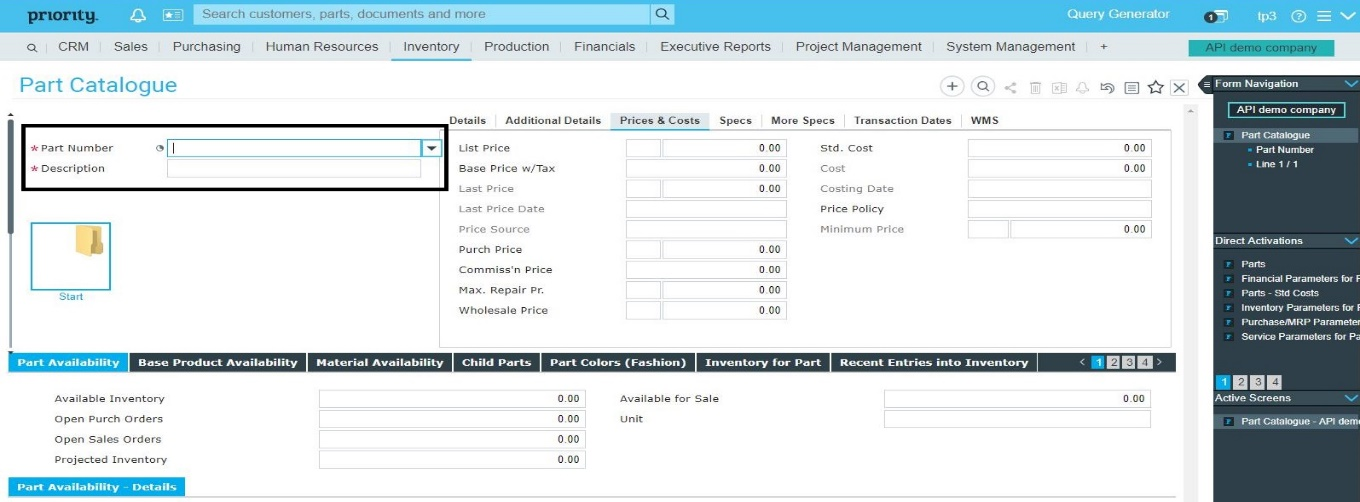 priority. Search customers, parts, documents and more Query Generator 1 lp3
CRM Sales Purchasing Human Resources Inventory Production Financials Executive Reports Project Management System Management + API demo company
Part Catalogue
Form Navigation
API demo company
Part Catalogue
Part Number
Line 1 / 1
* Part Number
* Description
Start
Details Additional Details Prices & Costs Specs More Specs Transaction Dates WMS
List Price 0.00 Std. Cost 0.00
Base Price w/Tax 0.00 Cost 0.00
Last Price 0.00 Costing Date
Last Price Date Price Policy
Price Source Minimum Price 0.00
Purch Price 0.00
Commiss'n Price 0.00
Max. Repair Pr. 0.00
Wholesale Price 0.00
Direct Activations
Parts
Financial Parameters for P
Parts - Std Costs
Inventory Parameters for P
Purchase/MRP Parameter
Service Parameters for Pa
1 2 3 4
Part Availability Base Product Availability Material Availability Child Parts Part Colors (Fashion) Inventory for Part Recent Entries into Inventory < 1 2 3 4 >
Available Inventory 0.00 Available for Sale 0.00
Open Purch Orders 0.00 Unit
Open Sales Orders 0.00
Projected Inventory 0.00
Part Availability - Details
Active Screens
Part Catalogue - API demo